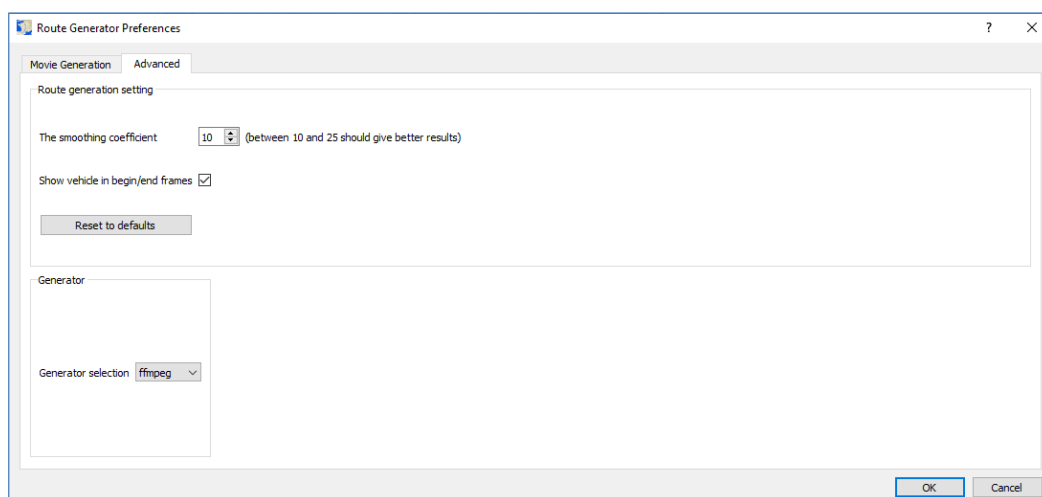 Route Generator Preferences ?
Movie Generation Advanced
Route generation setting
The smoothing coefficient 10 (between 10 and 25 should give better results)
Show vehicle in begin/end frames
Reset to defaults
Generator
Generator selection ffmpeg
OK Cancel